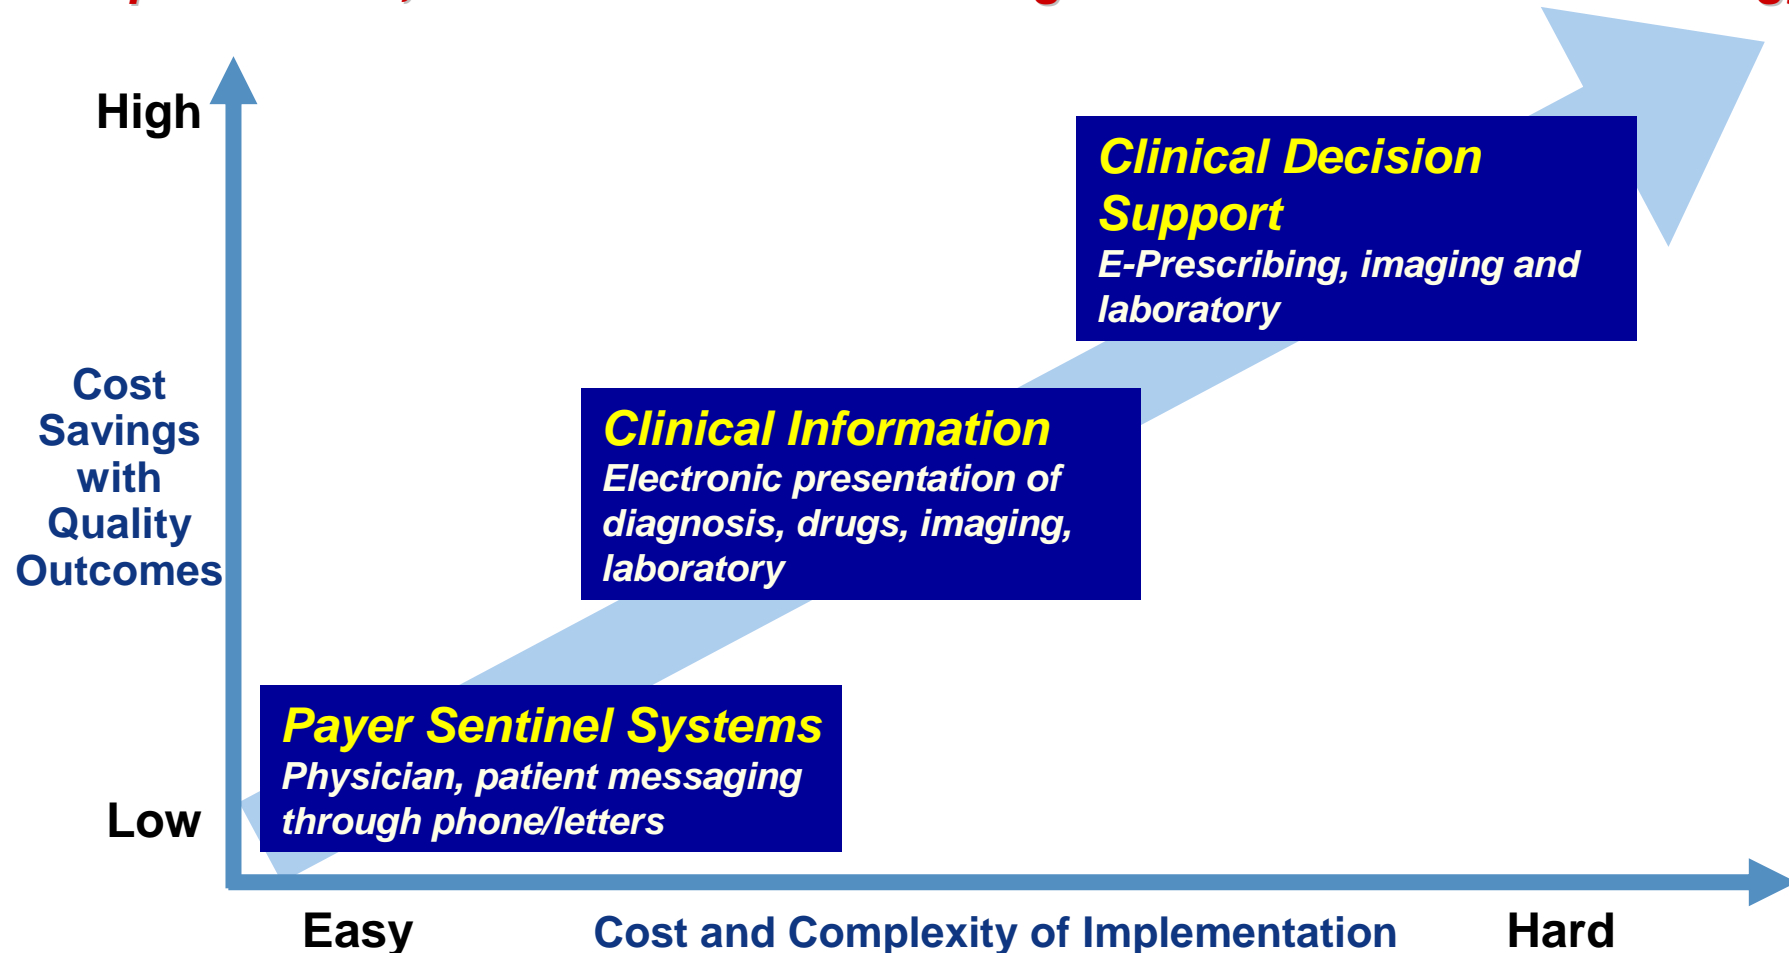 High
Clinical Decision
Support
E-Prescribing, imaging and
laboratory
Cost
Savings
with
Quality
Outcomes
Clinical Information
Electronic presentation of
diagnosis, drugs, imaging,
laboratory
Payer Sentinel Systems
Physician, patient messaging
through phone/letters
Low
Easy
Cost and Complexity of Implementation
Hard